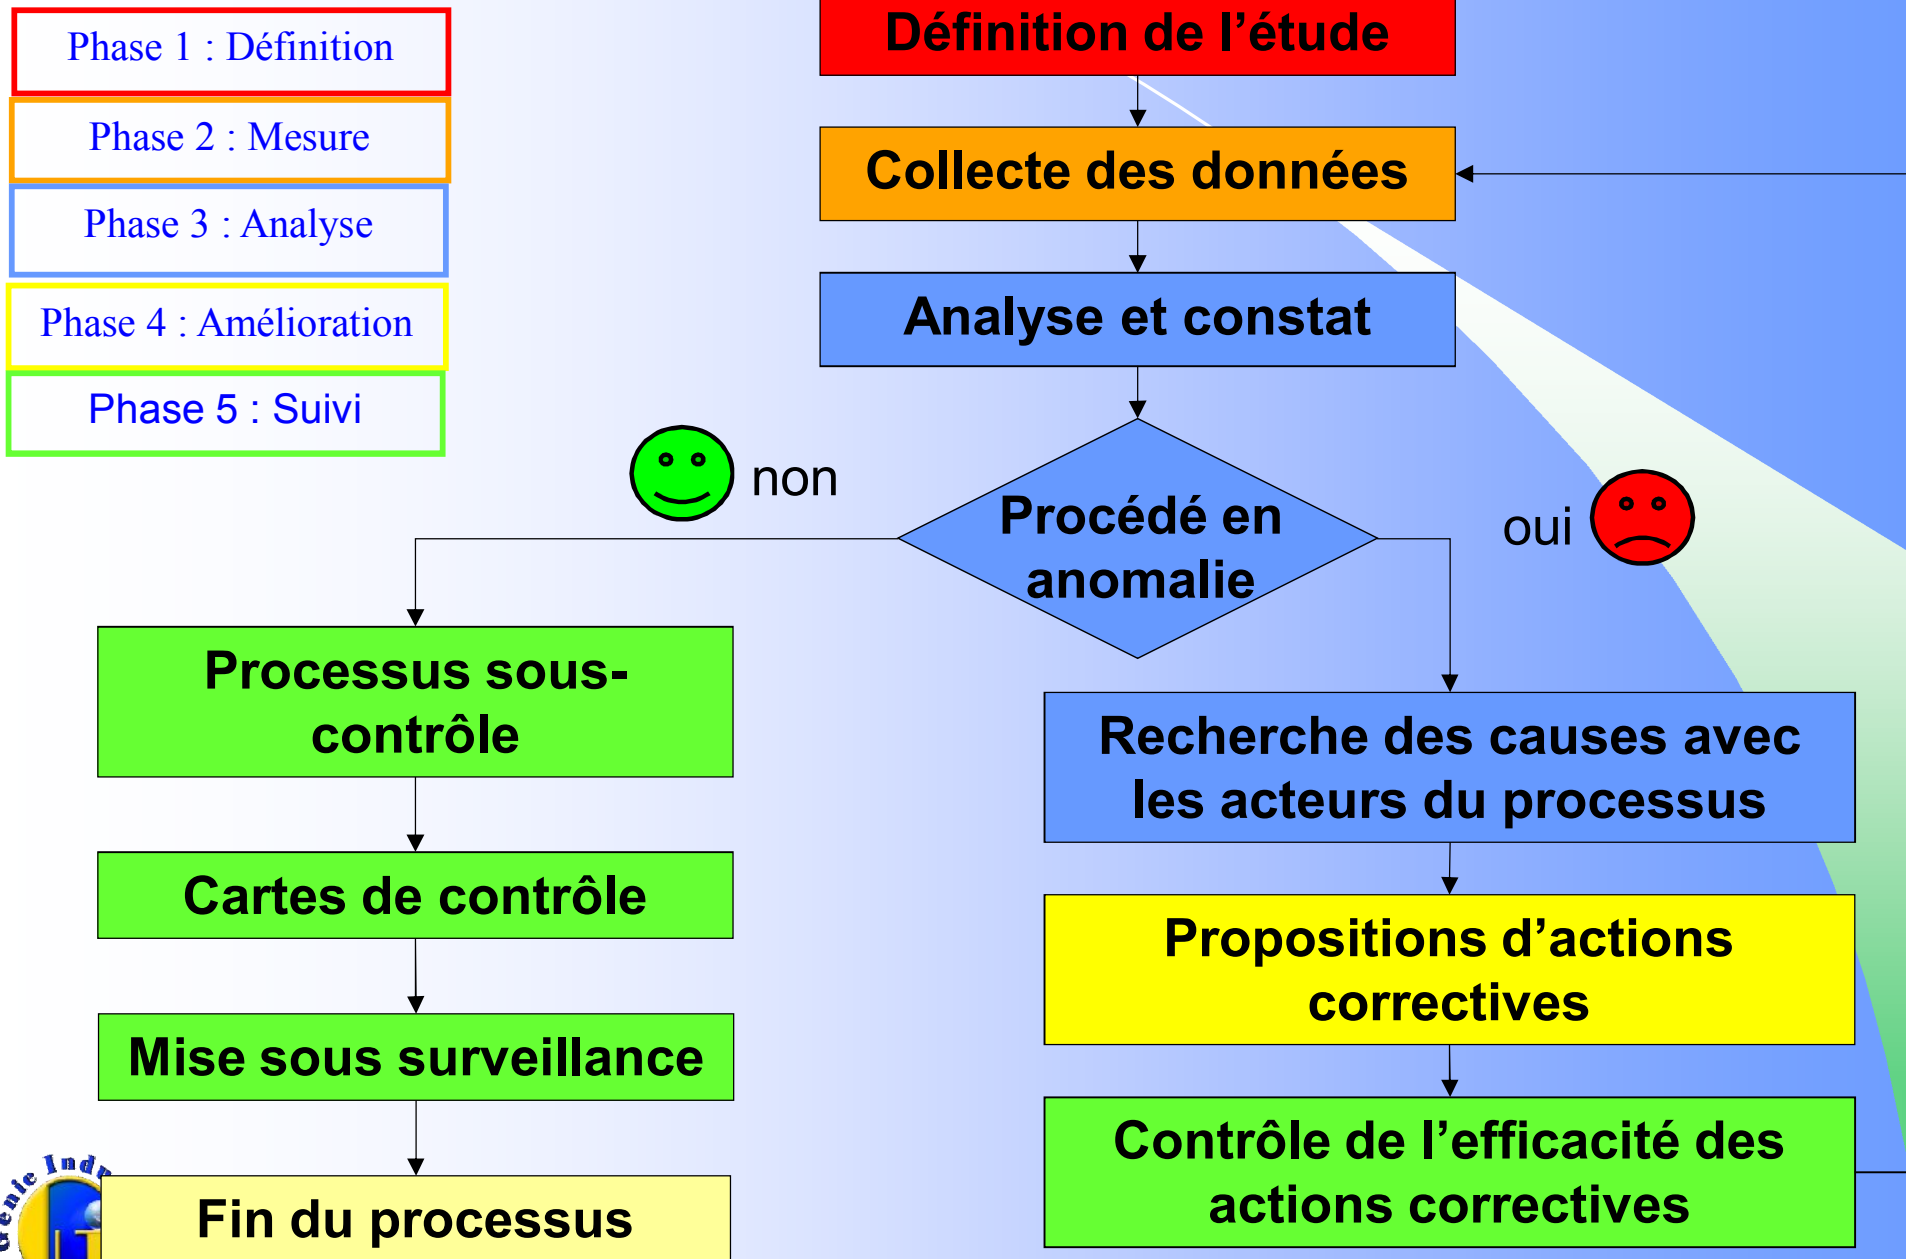 Phase 1 : Définition
Phase 2 : Mesure
Phase 3 : Analyse
Phase 4 : Amélioration
Phase 5 : Suivi
Définition de l’étude
Collecte des données
Analyse et constat
Procédé en
anomalie
non
oui
Processus sous-
contrôle
Cartes de contrôle
Mise sous surveillance
Fin du processus
Recherche des causes avec
les acteurs du processus
Propositions d’actions
correctives
Contrôle de l’efficacité des
actions correctives
Genie